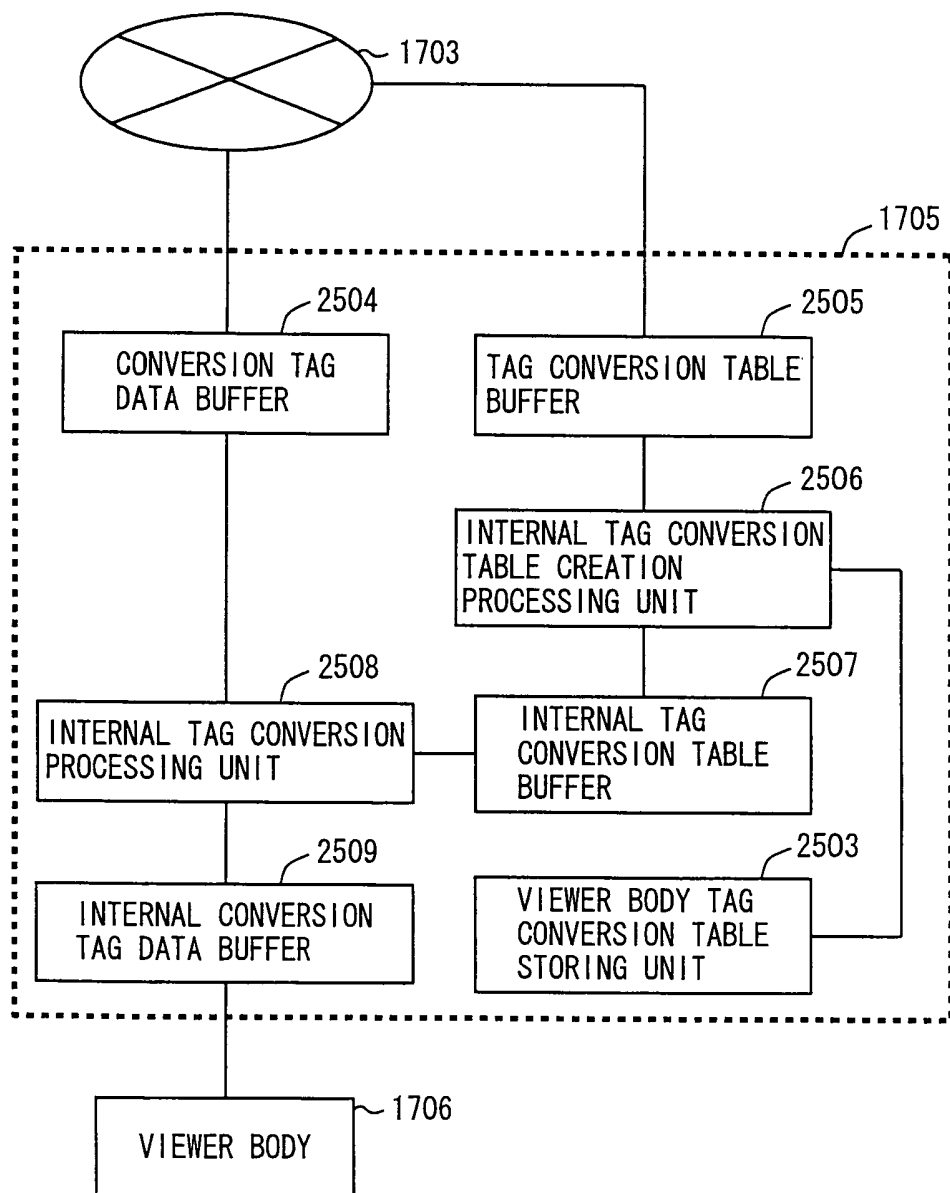 1703
1705
2504
CONVERSION TAG
DATA BUFFER
2505
TAG CONVERSION TABLE
BUFFER
2506
INTERNAL TAG CONVERSION
TABLE CREATION
PROCESSING UNIT
2508
INTERNAL TAG CONVERSION
PROCESSING UNIT
2507
INTERNAL TAG
CONVERSION TABLE
BUFFER
2509
INTERNAL CONVERSION
TAG DATA BUFFER
2503
VIEWER BODY TAG
CONVERSION TABLE
STORING UNIT
1706
VIEWER BODY